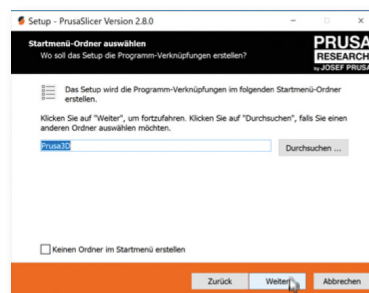 Setup - PrusaSlicer Version 2.8.0
Startmenü-Ordner auswählen
Wo soll das Setup die Programm-Verknüpfungen erstellen?
PRUSA
RESEARCH
by JOSEF PRUSA
Das Setup wird die Programm-Verknüpfungen im folgenden Startmenü-Ordner
erstellen.
Klicken Sie auf "Weiter", um fortzufahren. Klicken Sie auf "Durchsuchen", falls Sie einen
anderen Ordner auswählen möchten.
Prusa3D
Durchsuchen ...
Keinen Ordner im Startmenü erstellen
Zurück
Weiter
Abbrechen